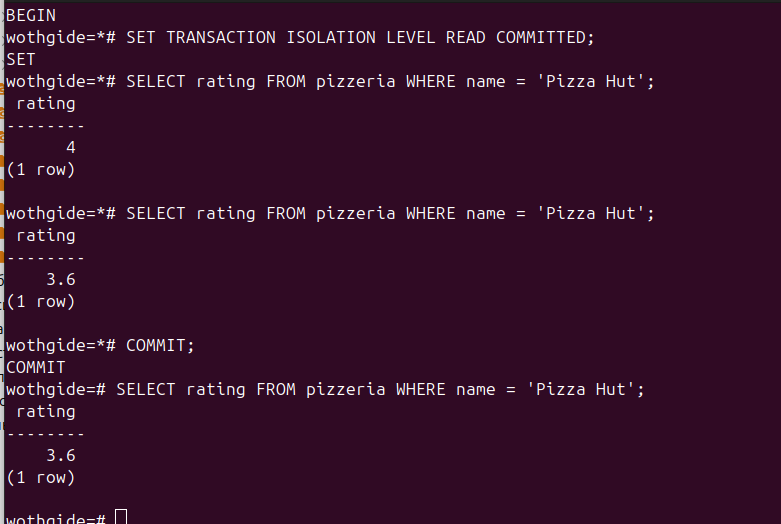 BEGIN
wothgide=*# SET TRANSACTION ISOLATION LEVEL READ COMMITTED;
SET
wothgide=*# SELECT rating FROM pizzeria WHERE name = 'Pizza Hut';
 rating
--------
      4
(1 row)

wothgide=*# SELECT rating FROM pizzeria WHERE name = 'Pizza Hut';
 rating
--------
    3.6
(1 row)

wothgide=*# COMMIT;
COMMIT
wothgide=# SELECT rating FROM pizzeria WHERE name = 'Pizza Hut';
 rating
--------
    3.6
(1 row)

wothgide=#